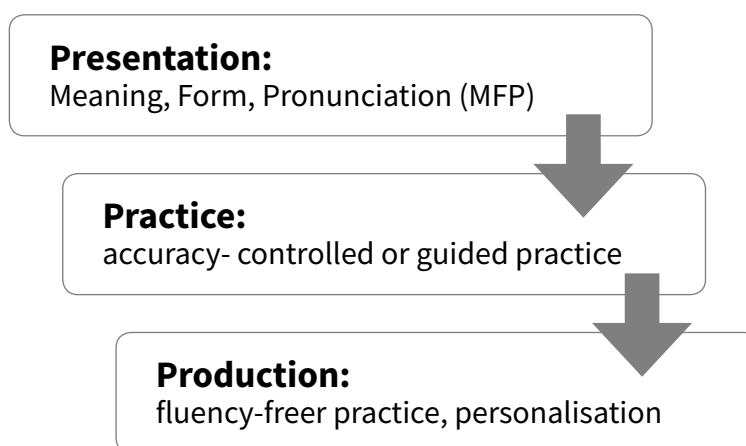 Presentation:
Meaning, Form, Pronunciation (MFP)
Practice:
accuracy- controlled or guided practice
Production:
fluency-freer practice, personalisation